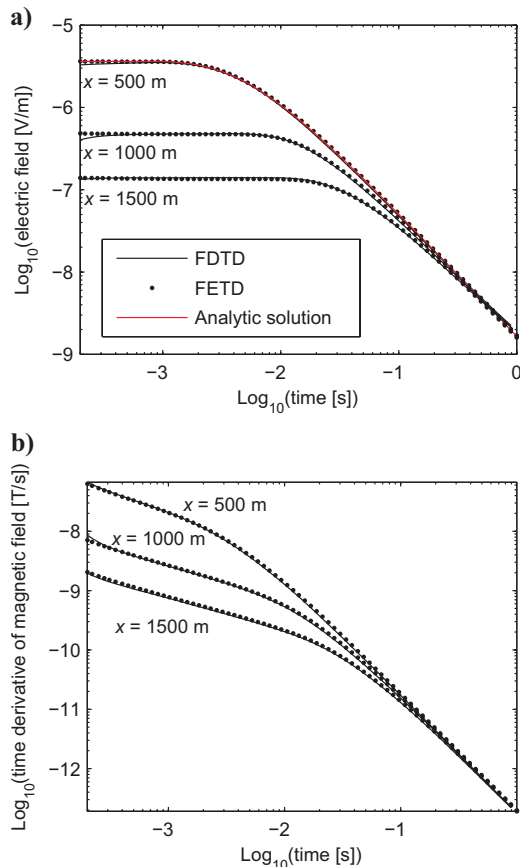 a)
−5
−6
−7
−8
−9
Log10(electric field [V/m])
x = 500 m
x = 1000 m
x = 1500 m
FDTD
FETD
Analytic solution
−3
−2
−1
0
Log10(time [s])
b)
−8
−9
−10
−11
−12
Log10(time derivative of magnetic field [T/s])
x = 500 m
x = 1000 m
x = 1500 m
−3
−2
−1
Log10(time [s])